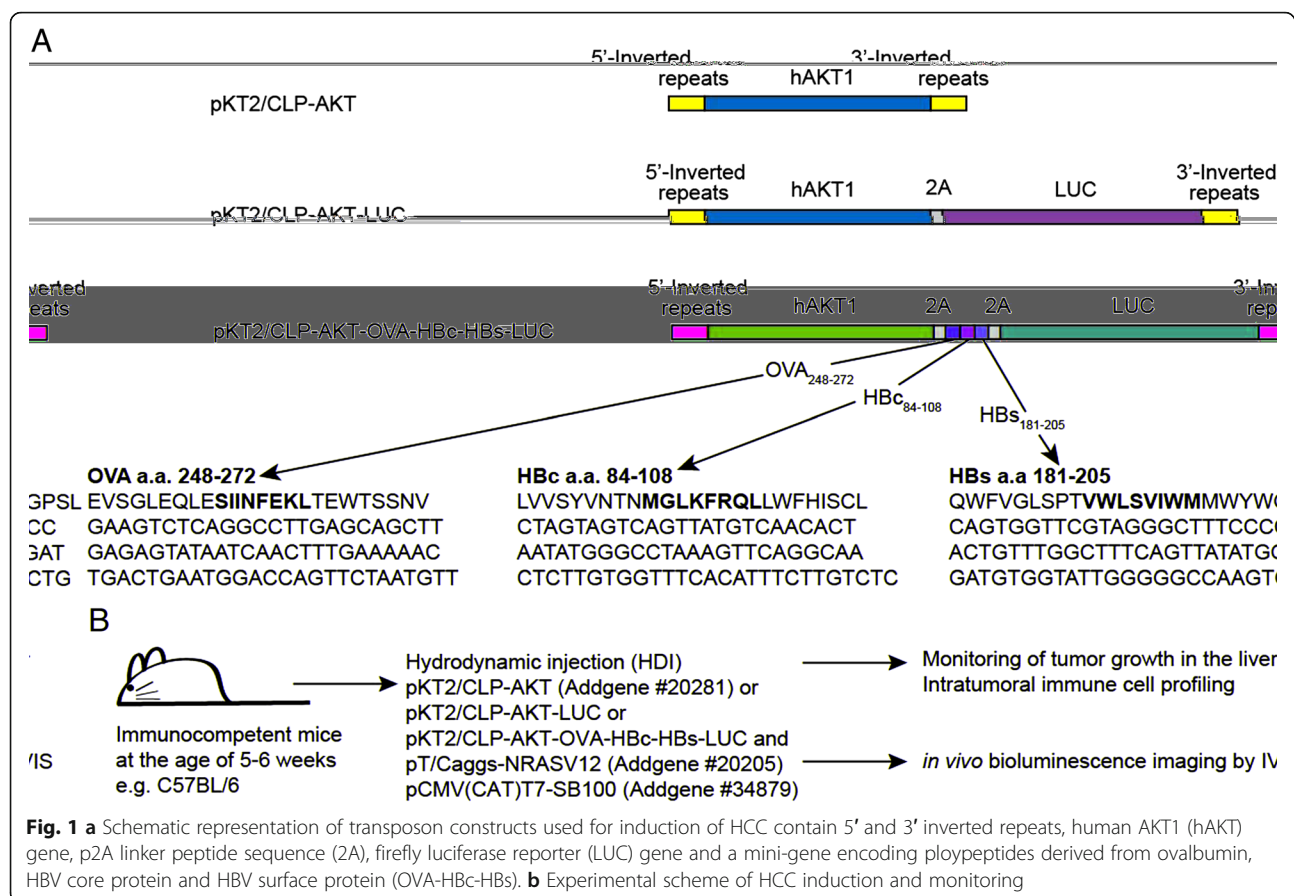 A
5'-Inverted repeats hAKT1 3'-Inverted repeats
pKT2/CLP-AKT
5'-Inverted repeats hAKT1 2A LUC 3'-Inverted repeats
pKT2/CLP-AKT-LUC
verted eats 5'-Inverted repeats hAKT1 2A 2A LUC 3'-In rep
pKT2/CLP-AKT-OVA-HBc-HBs-LUC
OVA248-272
HBc84-108
HBs181-205
OVA a.a. 248-272 HBc a.a. 84-108 HBs a.a 181-205
GPSL EVSGLEQLESIINFEKLTEWTSSNV LVVSYVNTNMGLKFRQLLWFHISCL QWFVGLSPTVWLSVIWMMWYW
CC GAAGTCTCAGGCCTTGAGCAGCTT CTAGTAGTCAGTTATGTCAACACT CAGTGGTTCGTAGGGCTTTCCC
GAT GAGAGTATAATCAACTTTGAAAAAC AATATGGGCCTAAAGTTCAGGCAA ACTGTTTGGCTTTCAGTTATATG
CTG TGACTGAATGGACCAGTTCTAATGTT CTCTTGTGGTTTCACATTTCTTGTCTC GATGTGGTATTGGGGGCCAAGT
B
Immunocompetent mice
at the age of 5-6 weeks
e.g. C57BL/6
Hydrodynamic injection (HDI)
pKT2/CLP-AKT (Addgene #20281) or
pKT2/CLP-AKT-LUC or
pKT2/CLP-AKT-OVA-HBc-HBs-LUC and
pT/Caggs-NRASV12 (Addgene #20205)
pCMV(CAT)T7-SB100 (Addgene #34879)
Monitoring of tumor growth in the liver
Intratumoral immune cell profiling
in vivo bioluminescence imaging by IV
/IS
Fig. 1 a Schematic representation of transposon constructs used for induction of HCC contain 5′ and 3′ inverted repeats, human AKT1 (hAKT)
gene, p2A linker peptide sequence (2A), firefly luciferase reporter (LUC) gene and a mini-gene encoding ploypeptides derived from ovalbumin,
HBV core protein and HBV surface protein (OVA-HBc-HBs). b Experimental scheme of HCC induction and monitoring